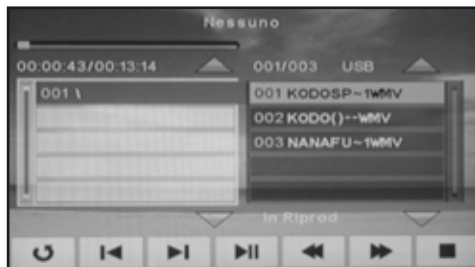 Nessuno
00:00:43/00:13:14
001/003 USB
001 \
001 KODOSP~1WMV
002 KODO()--WMV
003 NANAFU~1WMV
In Riprod